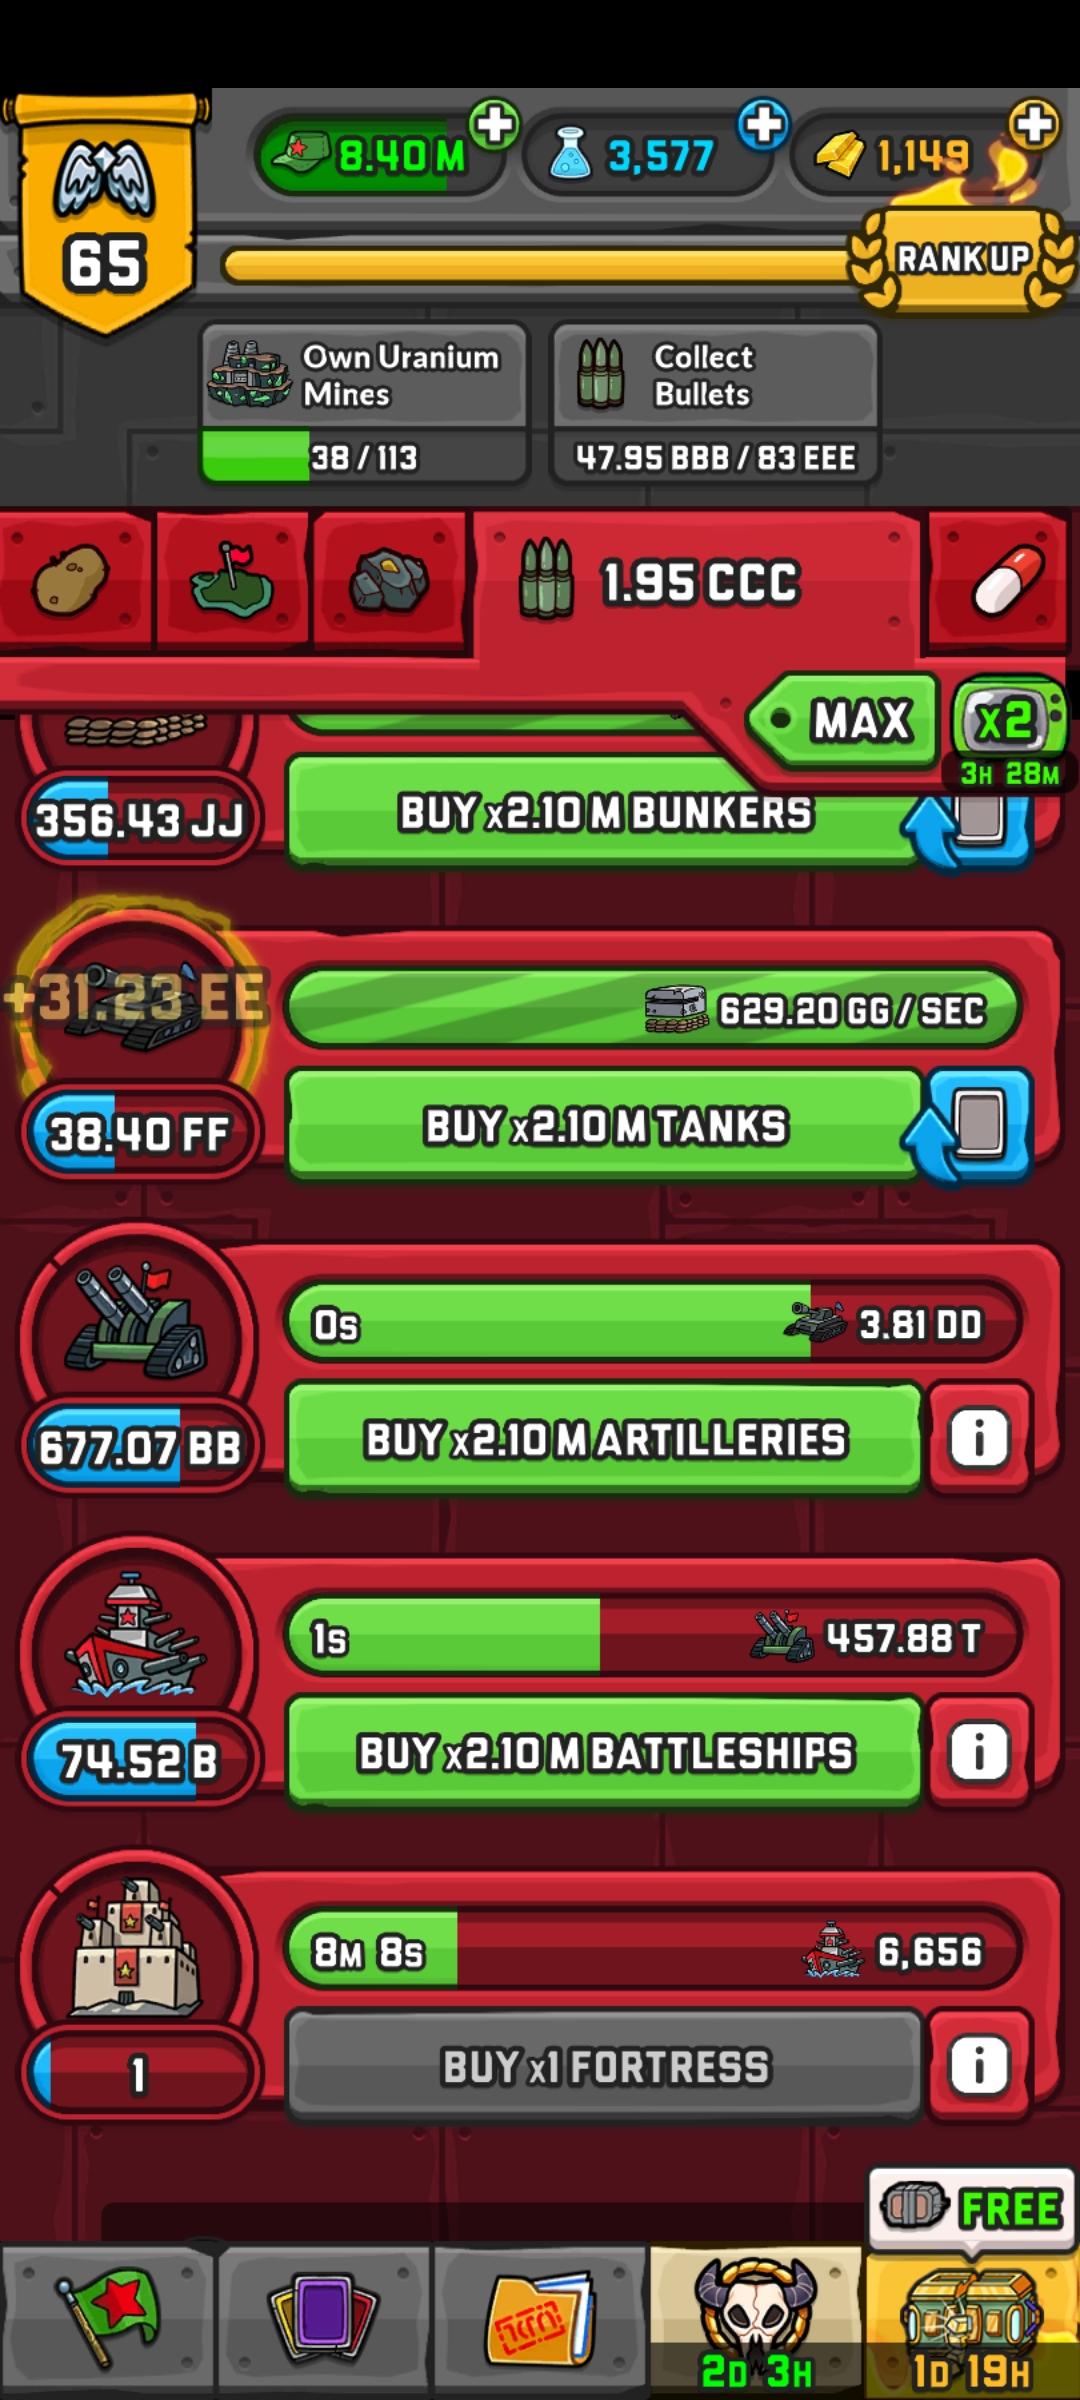 8.40 M
3,577
1,149
65
RANK UP
Own Uranium
Mines
38 / 113
Collect
Bullets
47.95 BBB / 83 EEE
1.95 CCC
MAX
x2
3H 28M
356.43 JJ
BUY x2.10 M BUNKERS
+31.23 EE
629.20 GG / SEC
38.40 FF
BUY x2.10 M TANKS
0s
3.81 DD
677.07 BB
BUY x2.10 M ARTILLERIES
i
1s
457.88 T
74.52 B
BUY x2.10 M BATTLESHIPS
i
8M 8s
6,656
1
BUY x1 FORTRESS
i
FREE
2D 3H
1D 19H